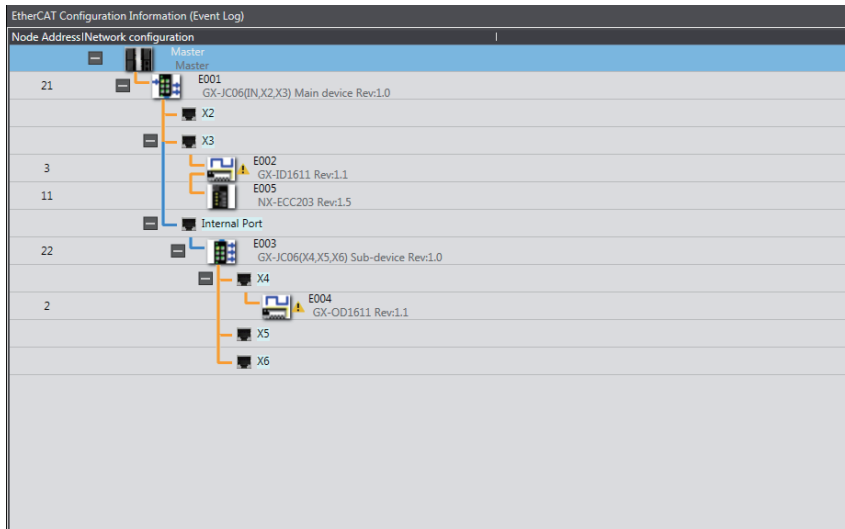 EtherCAT Configuration Information (Event Log)
Node Address|Network configuration
Master
Master
21
E001
GX-JC06(IN,X2,X3) Main device Rev:1.0
X2
X3
3
E002
GX-ID1611 Rev:1.1
11
E005
NX-ECC203 Rev:1.5
Internal Port
22
E003
GX-JC06(X4,X5,X6) Sub-device Rev:1.0
X4
2
E004
GX-OD1611 Rev:1.1
X5
X6